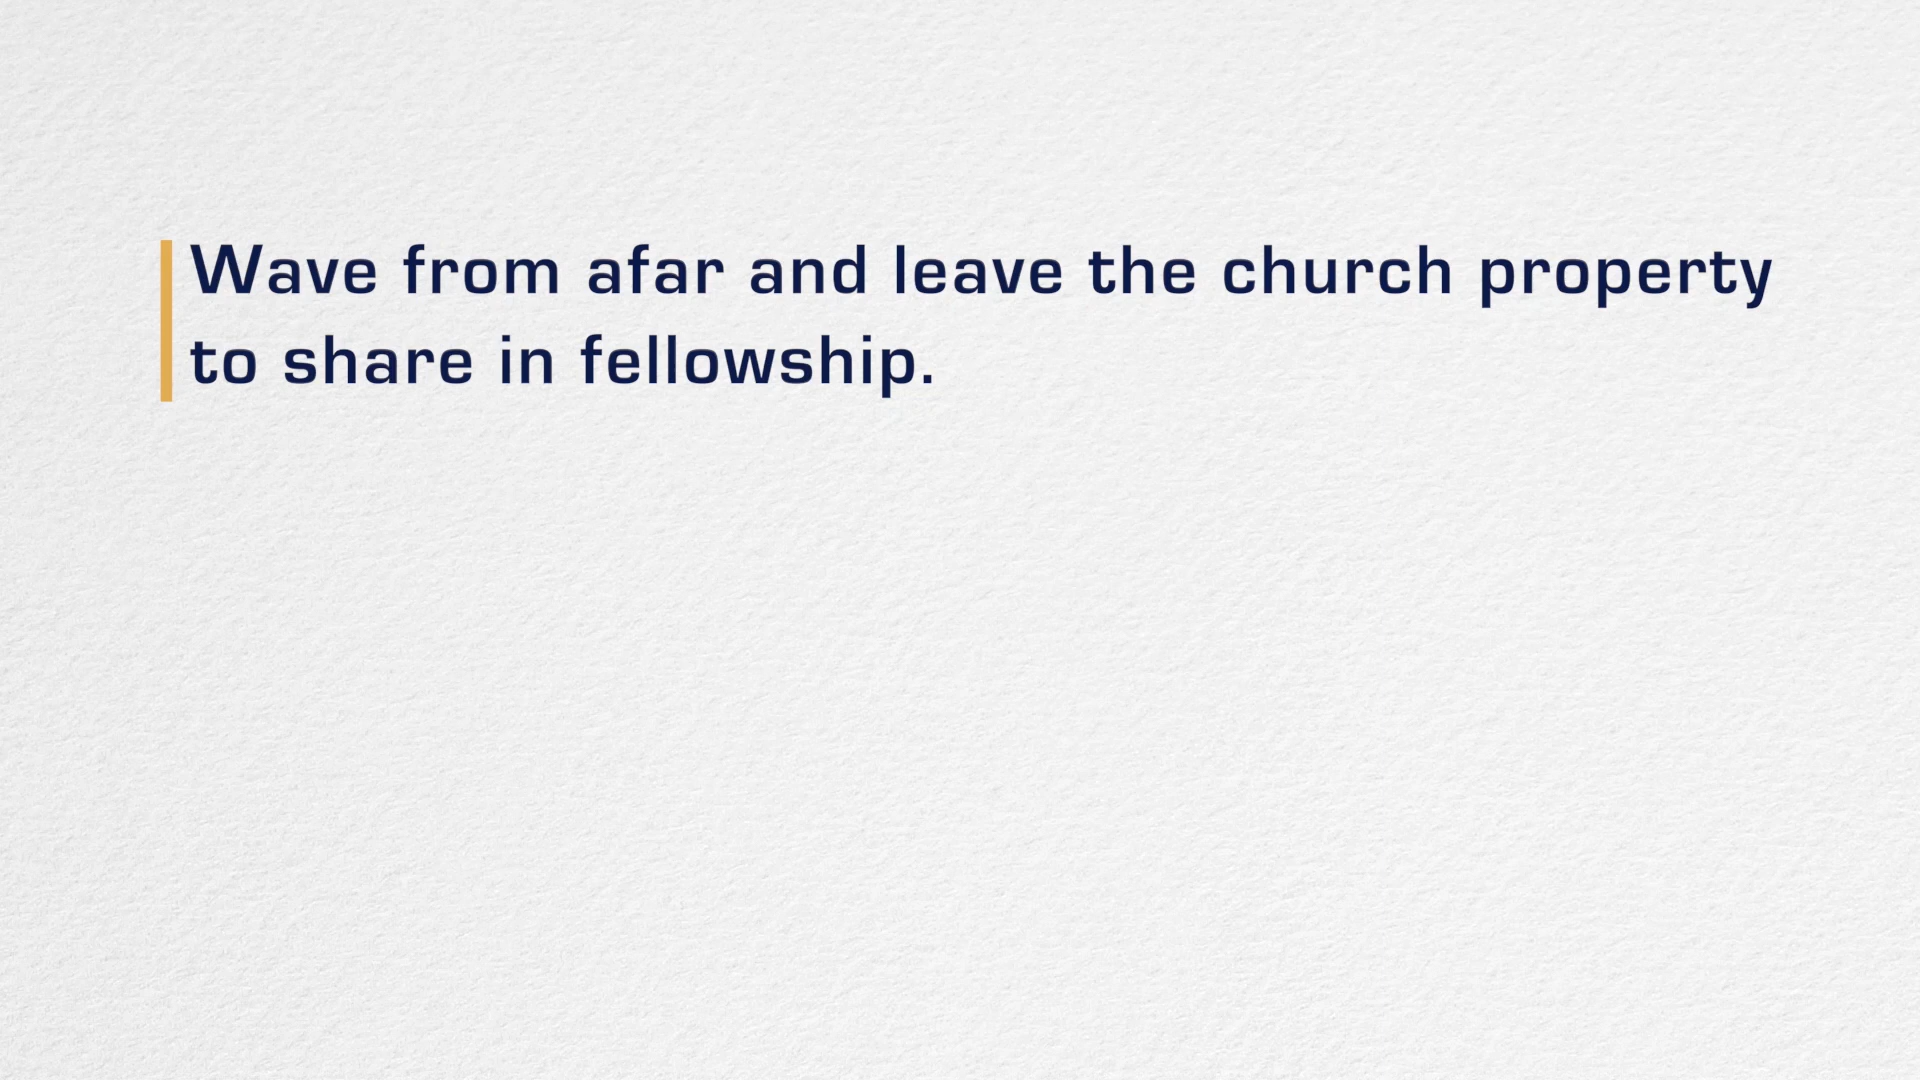 Wave from afar and leave the church property
to share in fellowship.